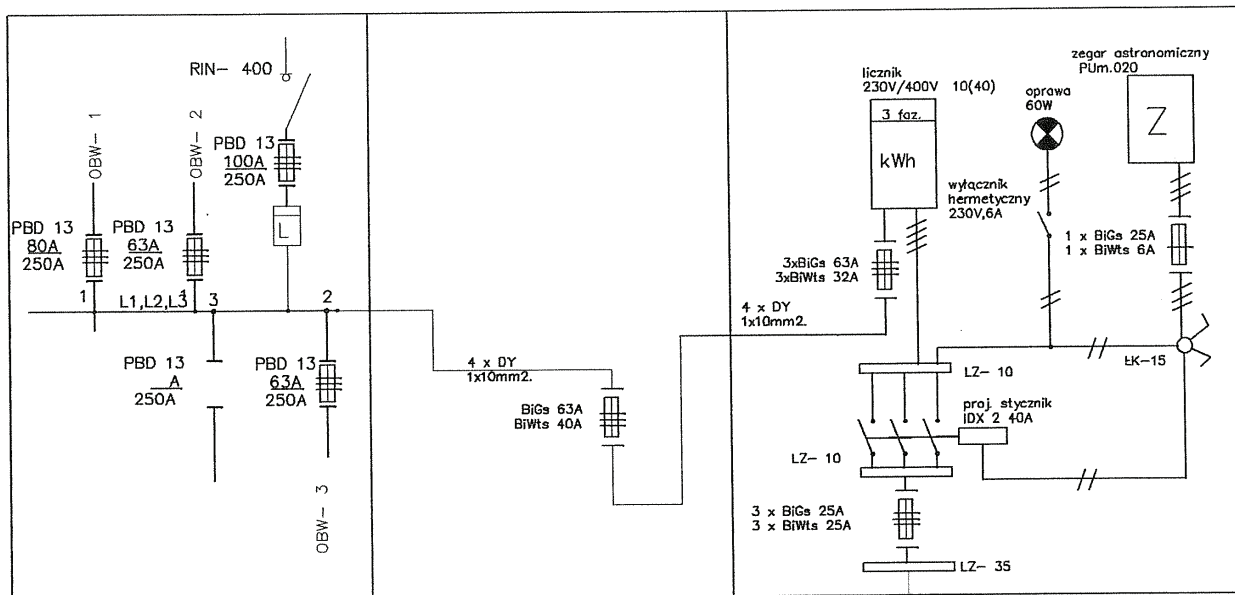 RIN- 400
OBW- 1
OBW- 2
PBD 13
100A
250A
PBD 13
80A
250A
PBD 13
63A
250A
L
1
L1,L2,L3
1
3
2
PBD 13
A
250A
PBD 13
63A
250A
OBW- 3
4 x DY
1x10mm2.
BiGs 63A
BiWts 40A
4 x DY
1x10mm2.
licznik
230V/400V 10(40)
3 faz.
kWh
3xBiGs 63A
3xBiWts 32A
oprawa
60W
wyłącznik
hermetyczny
230V,6A
zegar astronomiczny
PUm.020
Z
1 x BiGs 25A
1 x BiWts 6A
ŁK-15
LZ- 10
proj. stycznik
IDX 2 40A
LZ- 10
3 x BiGs 25A
3 x BiWts 25A
LZ- 35